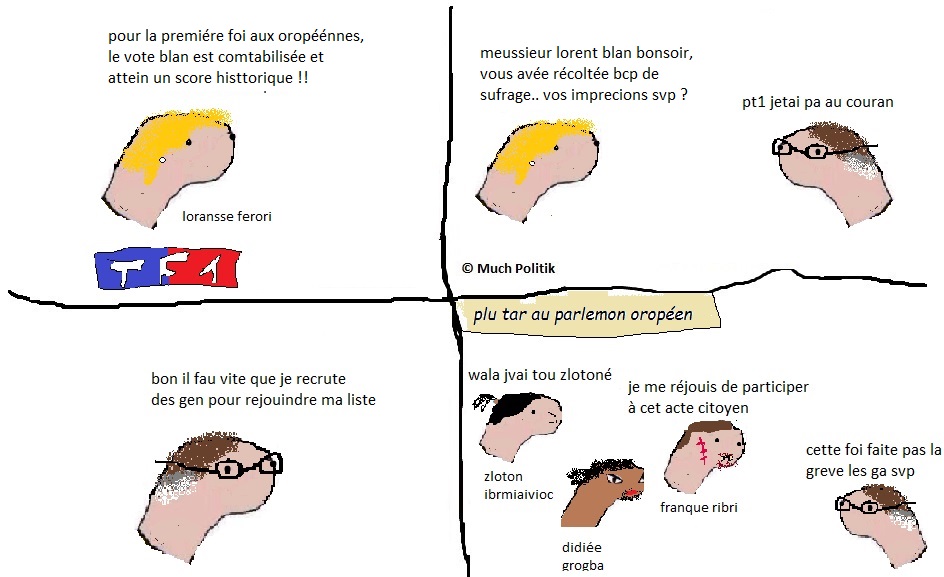 pour la premiére foi aux oropéénnes,
le vote blan est comtabilisée et
attein un score histtorique !!
loransse ferori
TF1
meussieur lorent blan bonsoir,
vous avée récoltée bcp de
sufrage.. vos imprecions svp ?
pt1 jetai pa au couran
© Much Politik
bon il fau vite que je recrute
des gen pour rejouindre ma liste
plu tar au parlemon oropéen
wala jvai tou zlotoné
zloton
ibrmiaivioc
didiée
grogba
je me réjouis de participer
à cet acte citoyen
franque ribri
cette foi faite pas la
greve les ga svp